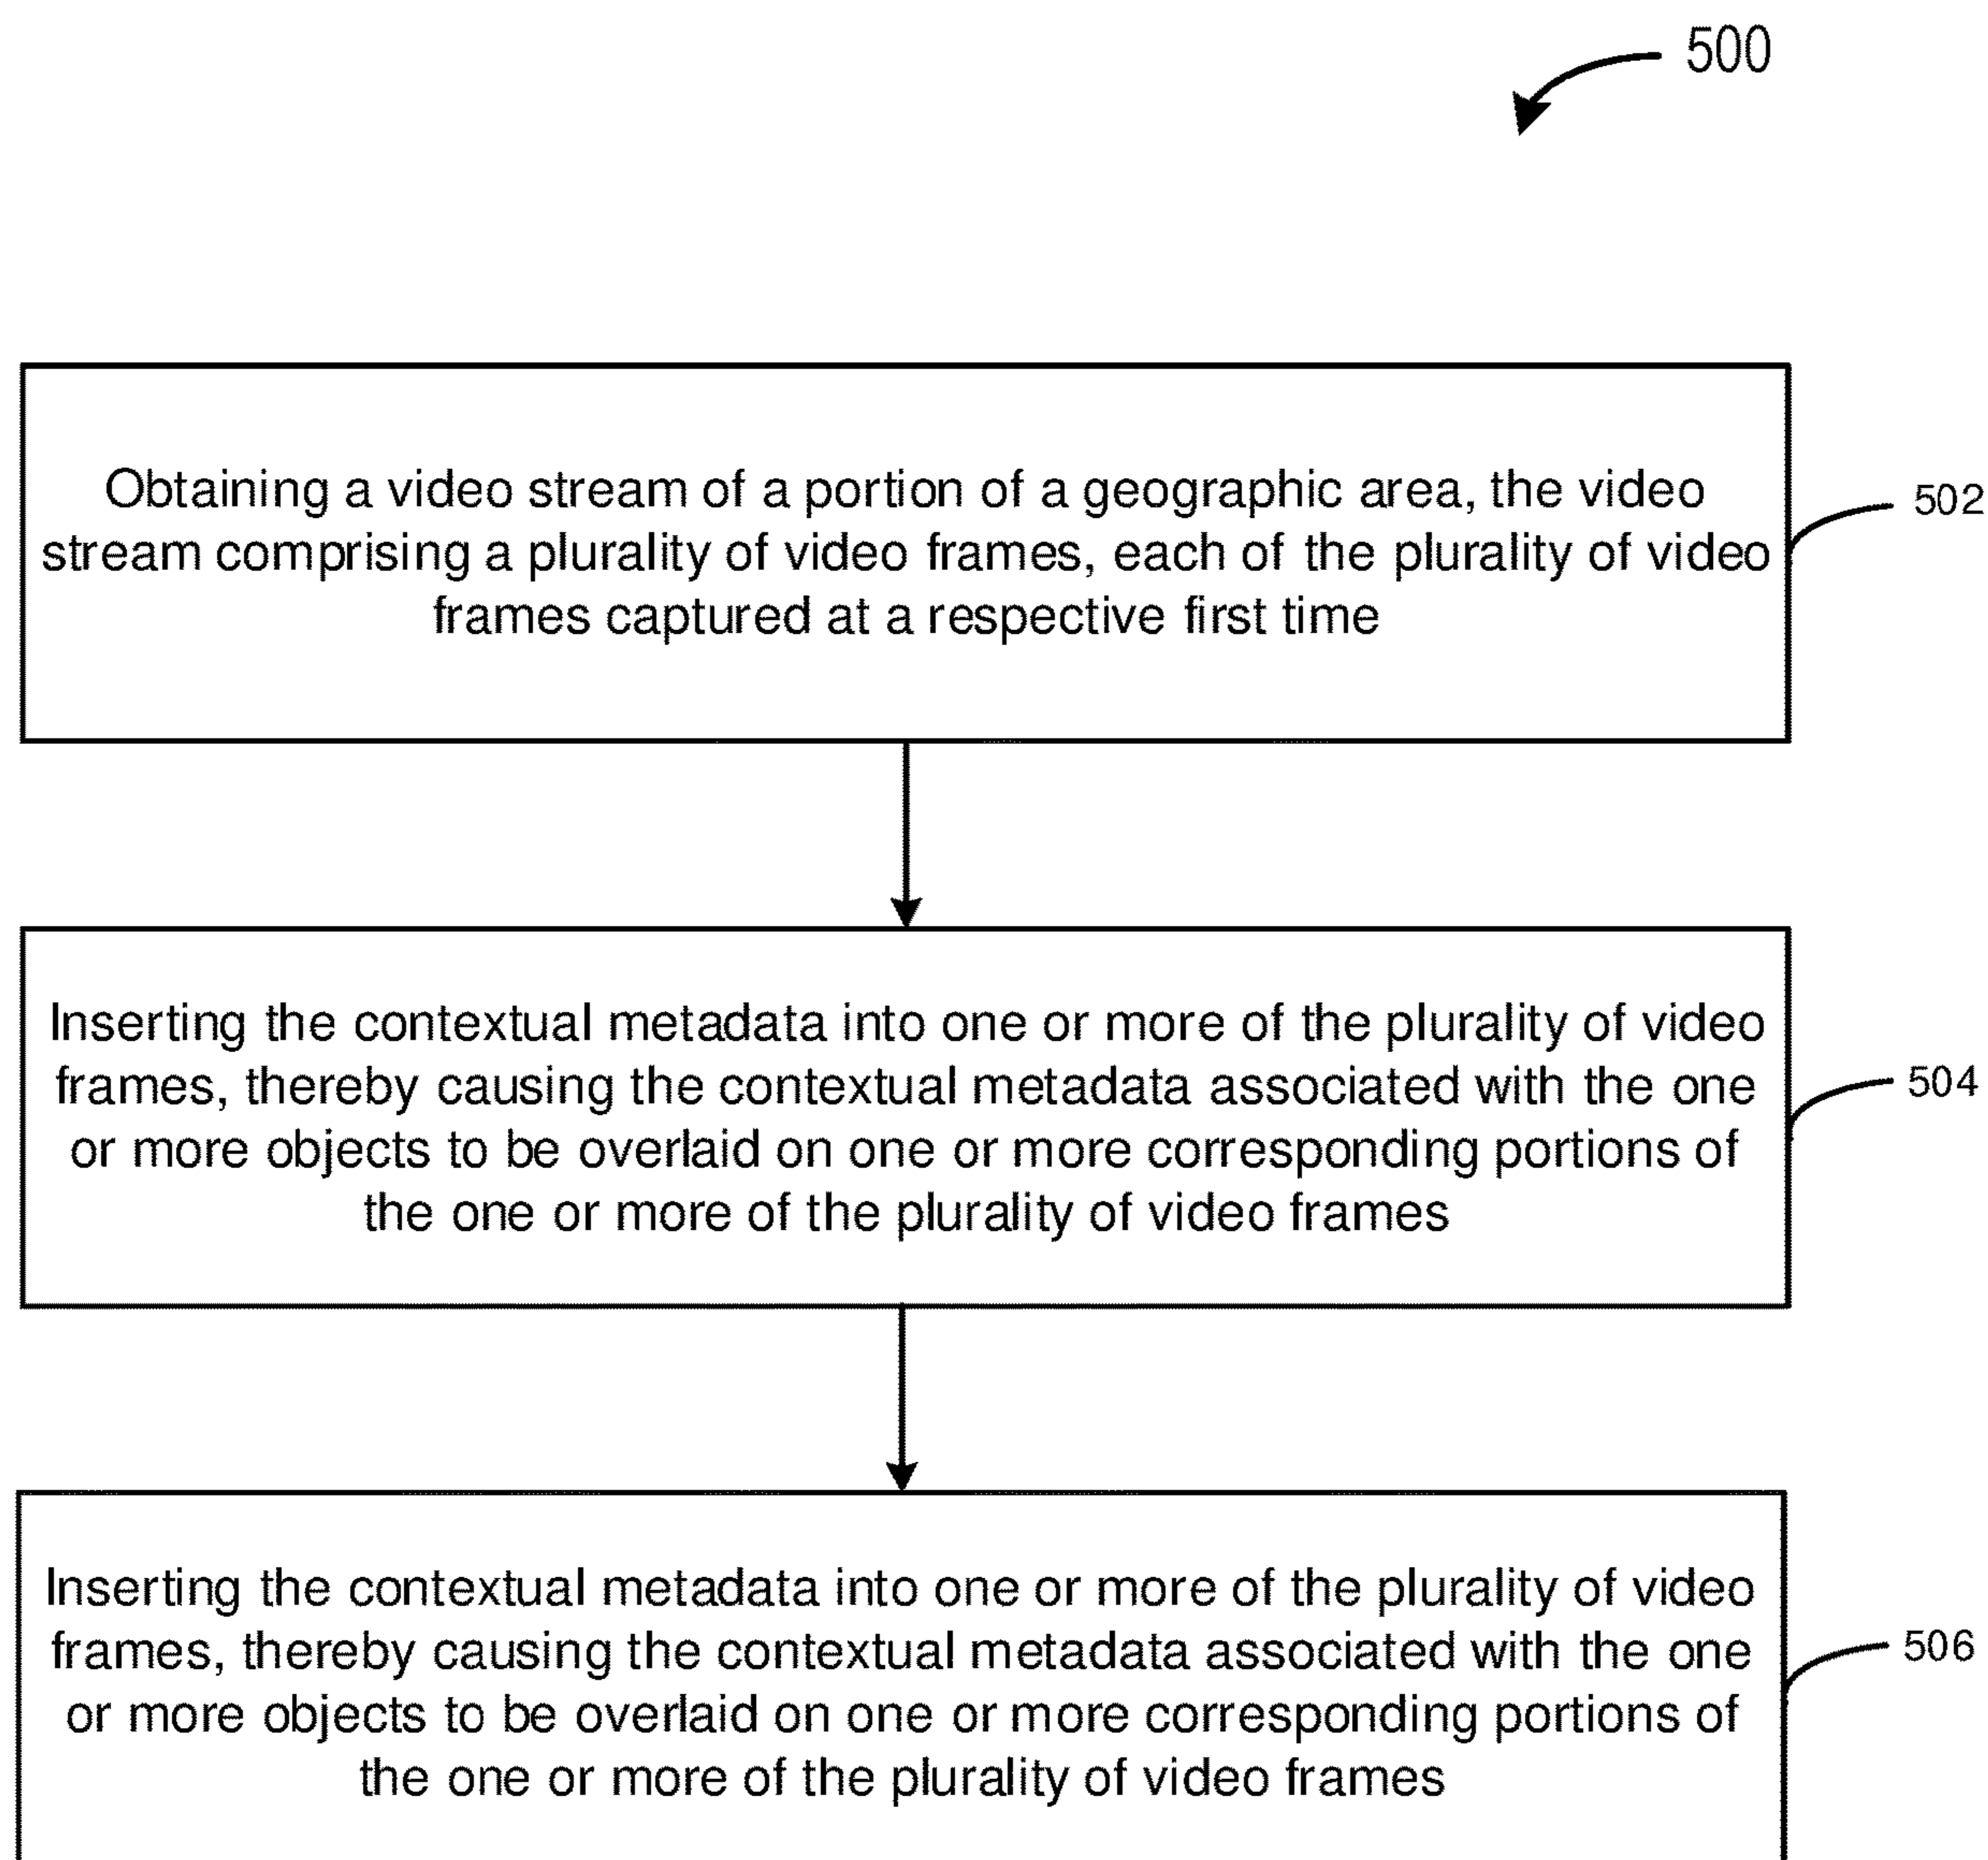 500
Obtaining a video stream of a portion of a geographic area, the video
stream comprising a plurality of video frames, each of the plurality of video
frames captured at a respective first time
502
Inserting the contextual metadata into one or more of the plurality of video
frames, thereby causing the contextual metadata associated with the one
or more objects to be overlaid on one or more corresponding portions of
the one or more of the plurality of video frames
504
Inserting the contextual metadata into one or more of the plurality of video
frames, thereby causing the contextual metadata associated with the one
or more objects to be overlaid on one or more corresponding portions of
the one or more of the plurality of video frames
506